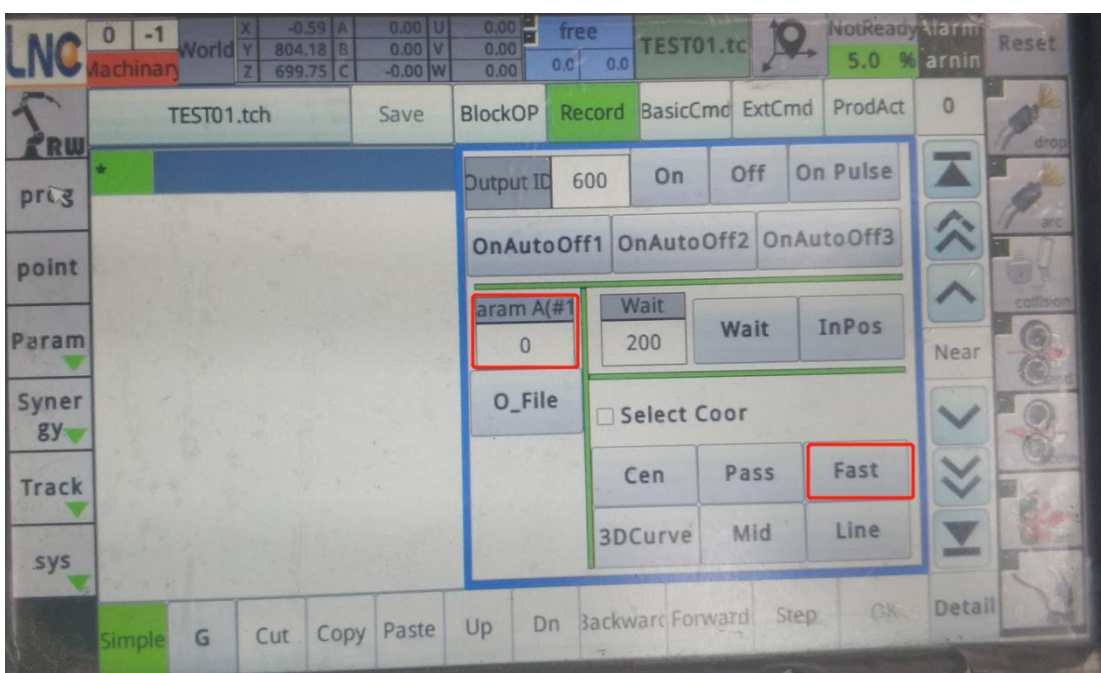 LNC 0 -1 World X -0.59 A 0.00 U 0.00 free TEST01.tc NotReady Reset
Machinar Y 804.18 B 0.00 V 0.00 0.0 0.0 5.0 % arnin
Z 699.75 C -0.00 W 0.00
RW TEST01.tch Save BlockOP Record BasicCmd ExtCmd ProdAct 0
drop
*
prog Output ID 600 On Off On Pulse
arc
point OnAutoOff1 OnAutoOff2 OnAutoOff3
collision
aram A(#1 Wait
Param 0 200 Wait InPos Near
Syner
gy O_File Select Coor
Track Cen Pass Fast
sys 3DCurve Mid Line
Simple G Cut Copy Paste Up Dn Backwarc Forward Step OK Detail